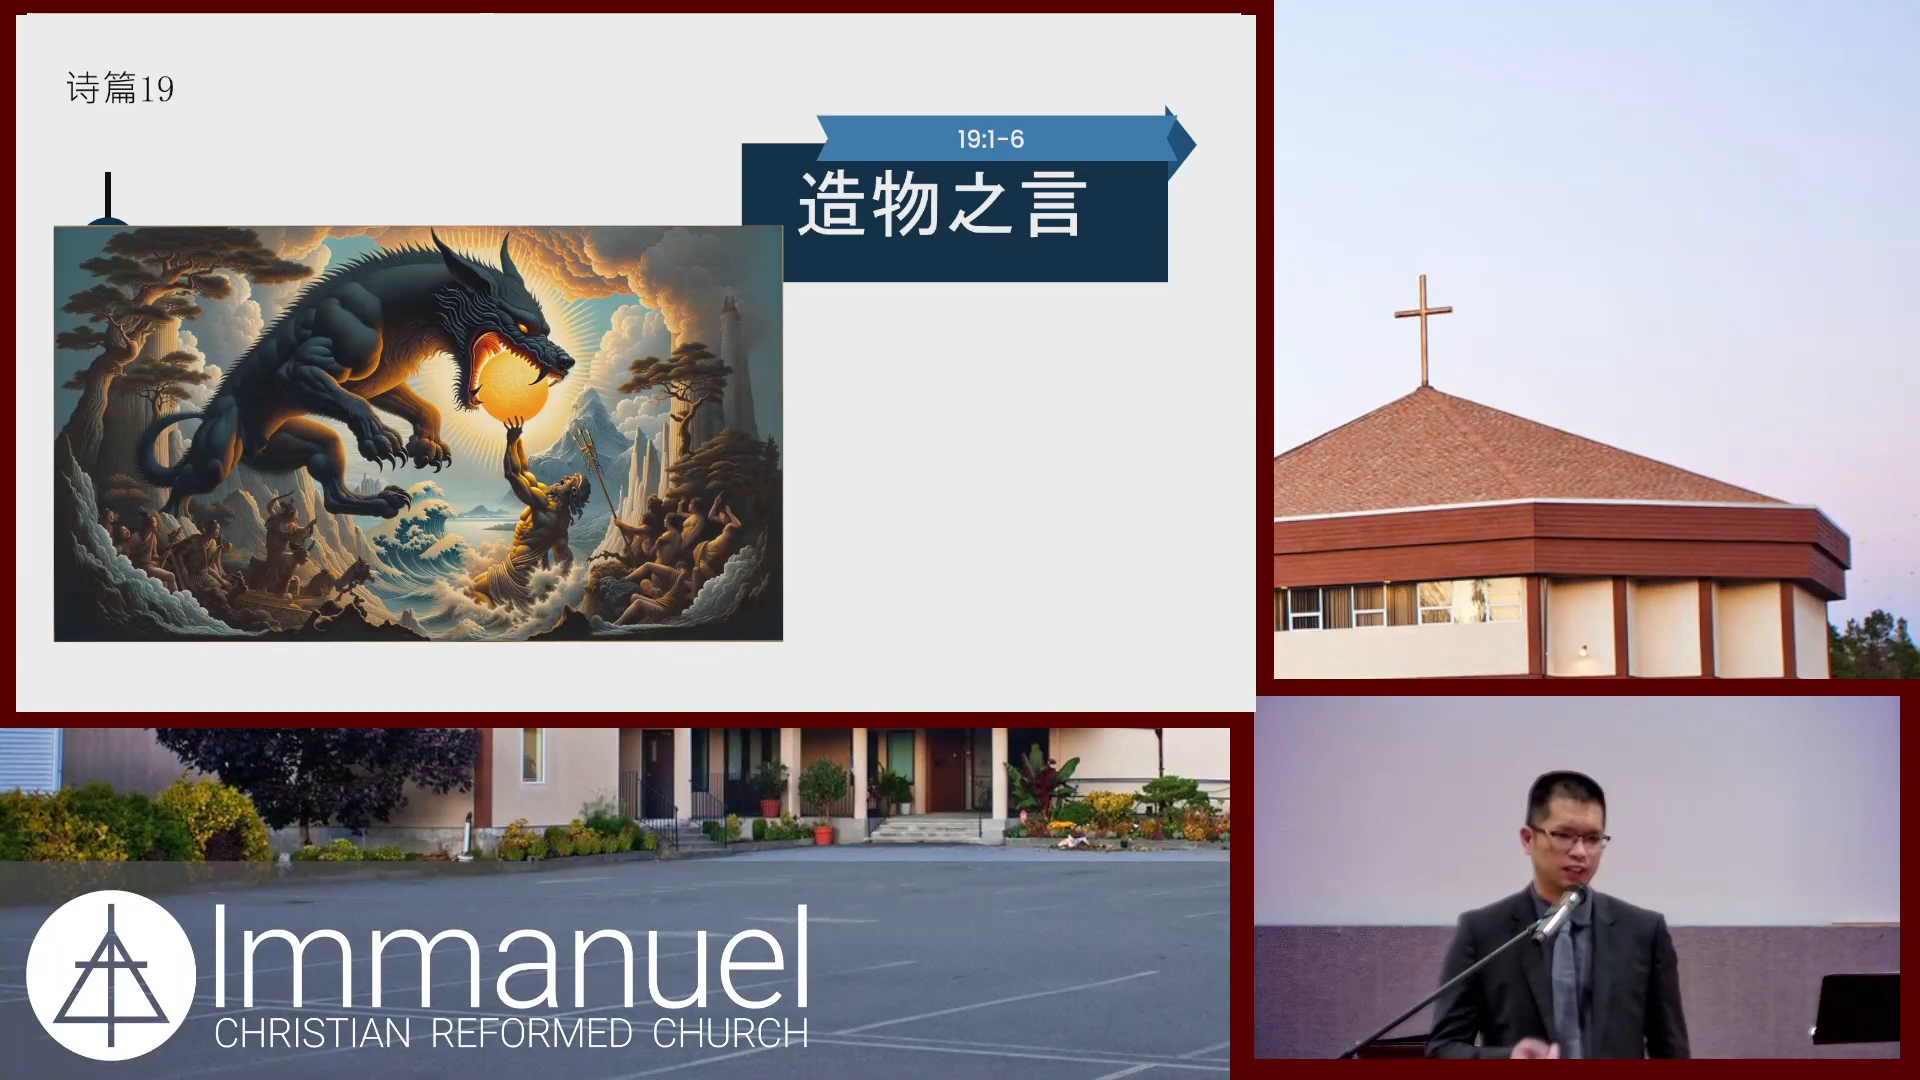 诗篇19
19:1-6
造物之言
Immanuel
CHRISTIAN REFORMED CHURCH